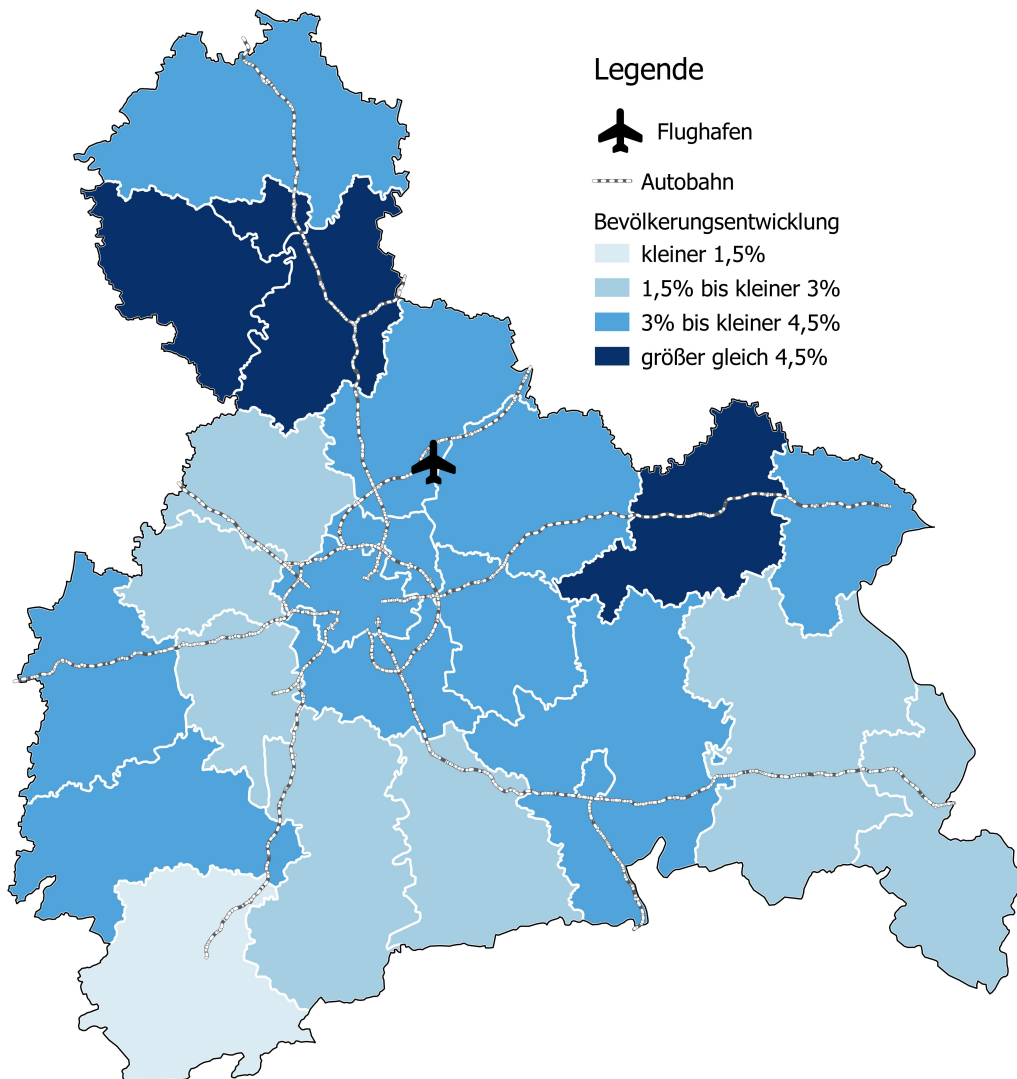 Legende
Flughafen
Autobahn
Bevölkerungsentwicklung
kleiner 1,5%
1,5% bis kleiner 3%
3% bis kleiner 4,5%
größer gleich 4,5%